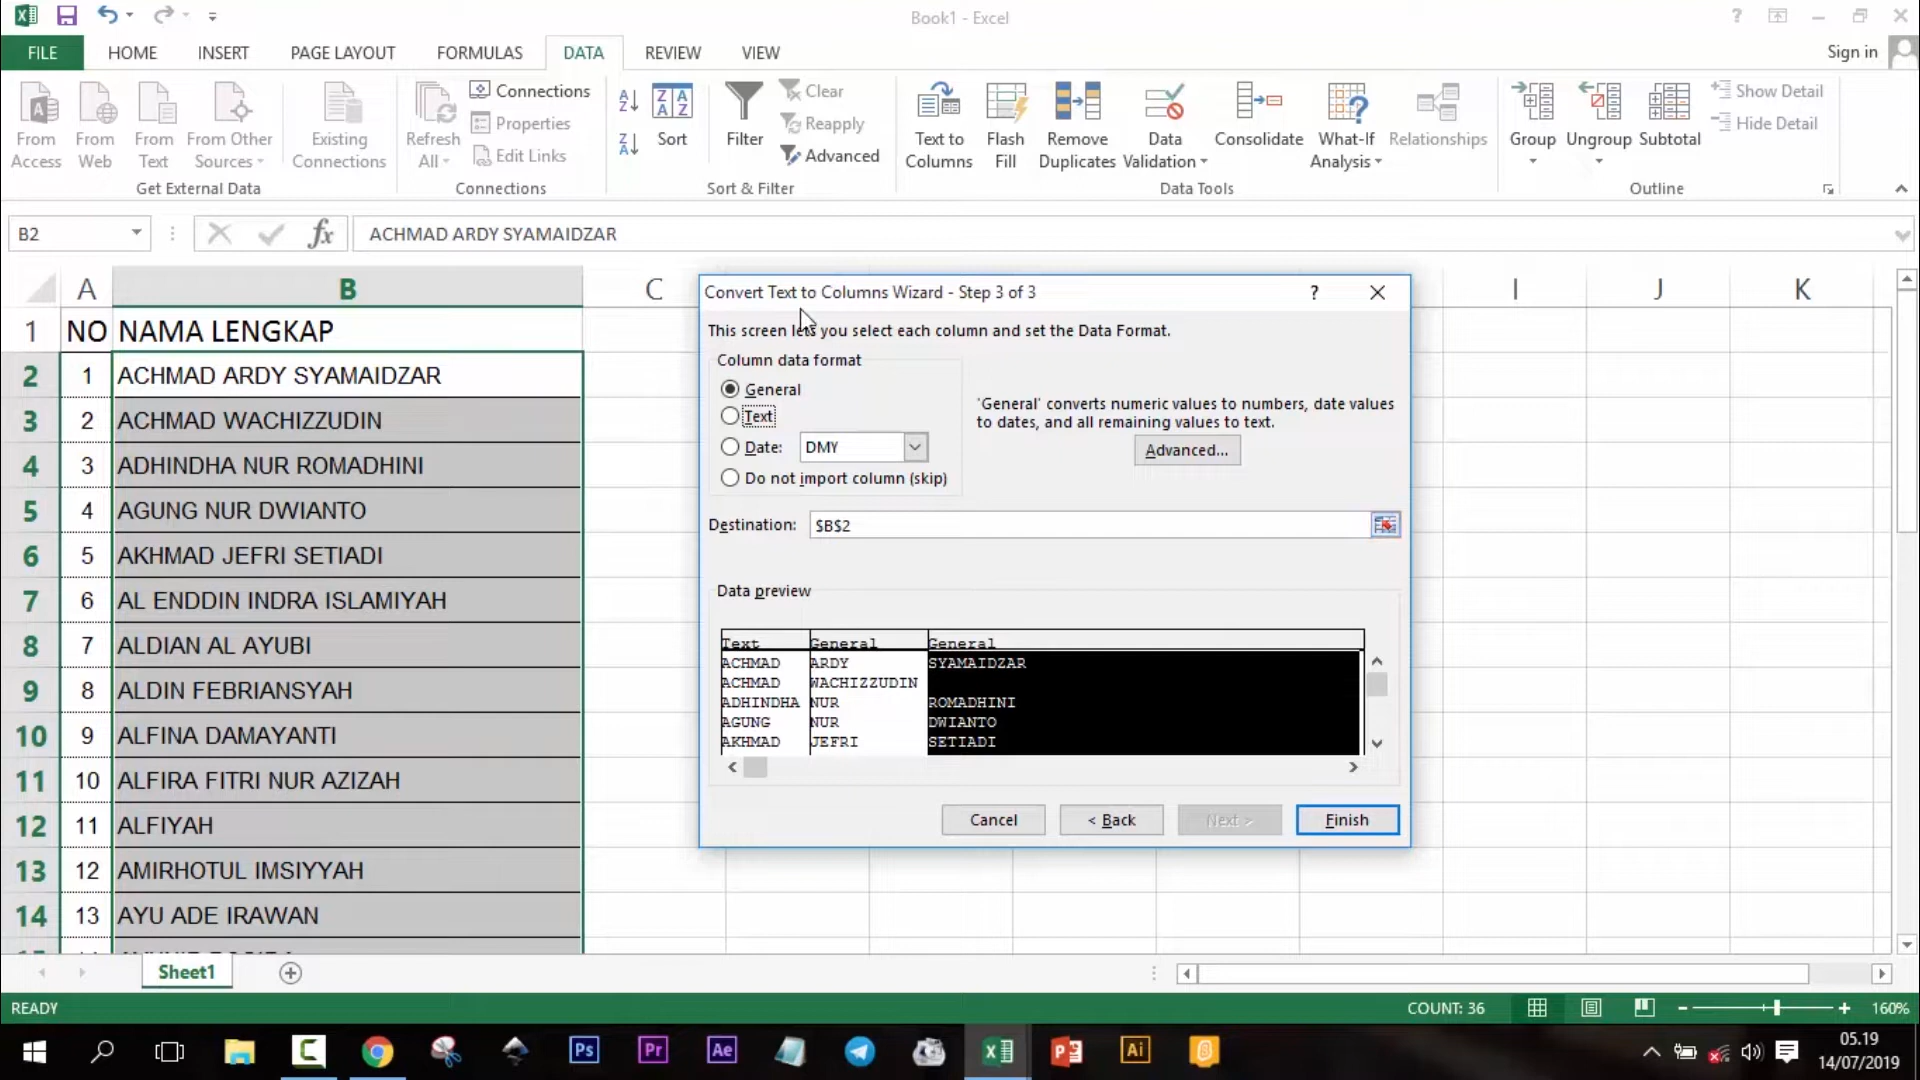 Book1 - Excel
?
FILE HOME INSERT PAGE LAYOUT FORMULAS DATA REVIEW VIEW
Sign in
From Access
From Web
From Text
From Other Sources
Existing Connections
Get External Data
Refresh All
Connections
Properties
Edit Links
Connections
Sort
Filter
Clear
Reapply
Advanced
Sort & Filter
Text to Columns
Flash Fill
Remove Duplicates
Data Validation
Consolidate
What-If Analysis
Relationships
Data Tools
Group
Ungroup
Subtotal
Show Detail
Hide Detail
Outline
B2
fx
ACHMAD ARDY SYAMAIDZAR
A B C I J K
1 NO NAMA LENGKAP
2 1 ACHMAD ARDY SYAMAIDZAR
3 2 ACHMAD WACHIZZUDIN
4 3 ADHINDHA NUR ROMADHINI
5 4 AGUNG NUR DWIANTO
6 5 AKHMAD JEFRI SETIADI
7 6 AL ENDDIN INDRA ISLAMIYAH
8 7 ALDIAN AL AYUBI
9 8 ALDIN FEBRIANSYAH
10 9 ALFINA DAMAYANTI
11 10 ALFIRA FITRI NUR AZIZAH
12 11 ALFIYAH
13 12 AMIRHOTUL IMSIYYAH
14 13 AYU ADE IRAWAN
Convert Text to Columns Wizard - Step 3 of 3
?
This screen lets you select each column and set the Data Format.
Column data format
General
Text
Date: DMY
Do not import column (skip)
'General' converts numeric values to numbers, date values
to dates, and all remaining values to text.
Advanced...
Destination: $B$2
Data preview
Text General General
ACHMAD ARDY SYAMAIDZAR
ACHMAD WACHIZZUDIN
ADHINDHA NUR ROMADHINI
AGUNG NUR DWIANTO
AKHMAD JEFRI SETIADI
Cancel < Back Next > Finish
Sheet1
READY
COUNT: 36
160%
Ps Pr Ae Ai
05.19
14/07/2019